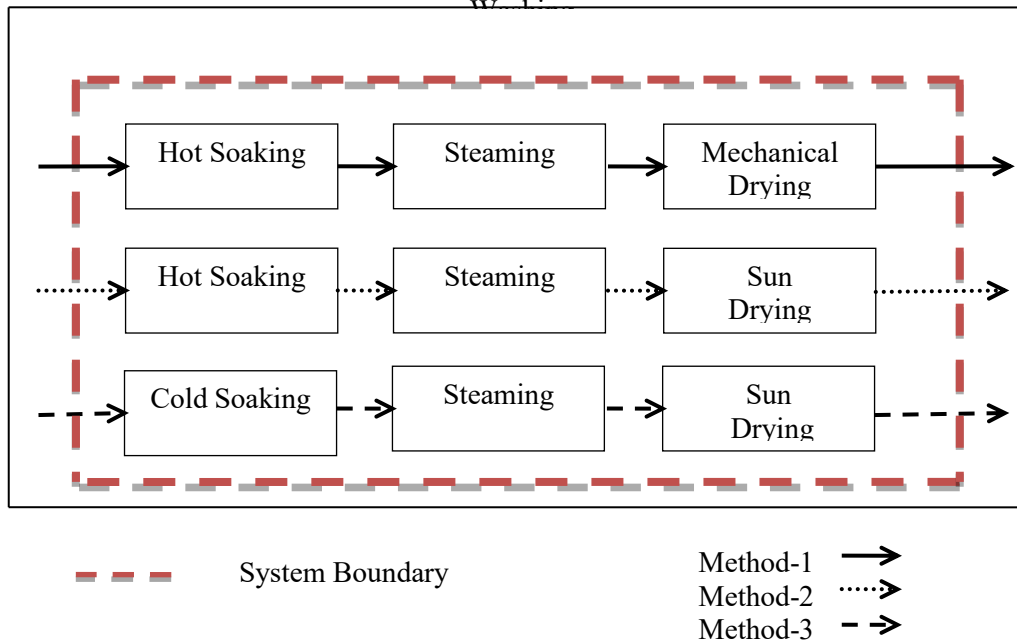 Hot Soaking Steaming Mechanical
Drying
Hot Soaking Steaming Sun
Drying
Cold Soaking Steaming Sun
Drying
System Boundary Method-1
Method-2
Method-3